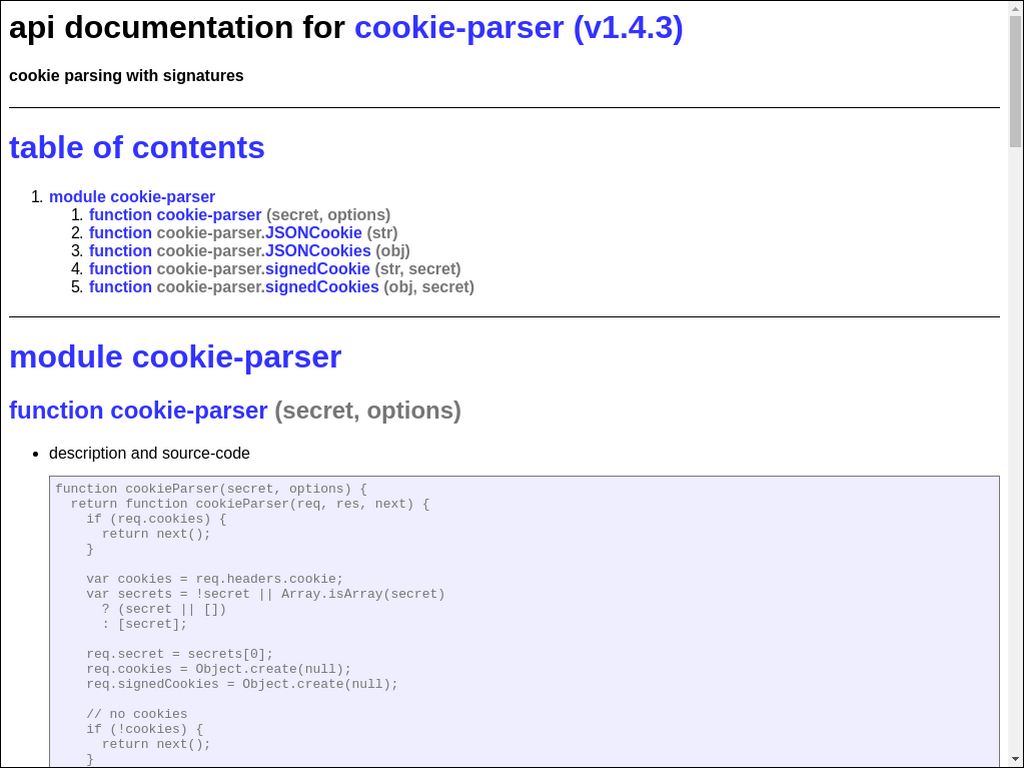 api documentation for cookie-parser (v1.4.3)
cookie parsing with signatures
table of contents
1. module cookie-parser
1. function cookie-parser (secret, options)
2. function cookie-parser.JSONCookie (str)
3. function cookie-parser.JSONCookies (obj)
4. function cookie-parser.signedCookie (str, secret)
5. function cookie-parser.signedCookies (obj, secret)
module cookie-parser
function cookie-parser (secret, options)
• description and source-code
function cookieParser(secret, options) {
  return function cookieParser(req, res, next) {
    if (req.cookies) {
      return next();
    }

    var cookies = req.headers.cookie;
    var secrets = !secret || Array.isArray(secret)
      ? (secret || [])
      : [secret];

    req.secret = secrets[0];
    req.cookies = Object.create(null);
    req.signedCookies = Object.create(null);

    // no cookies
    if (!cookies) {
      return next();
    }